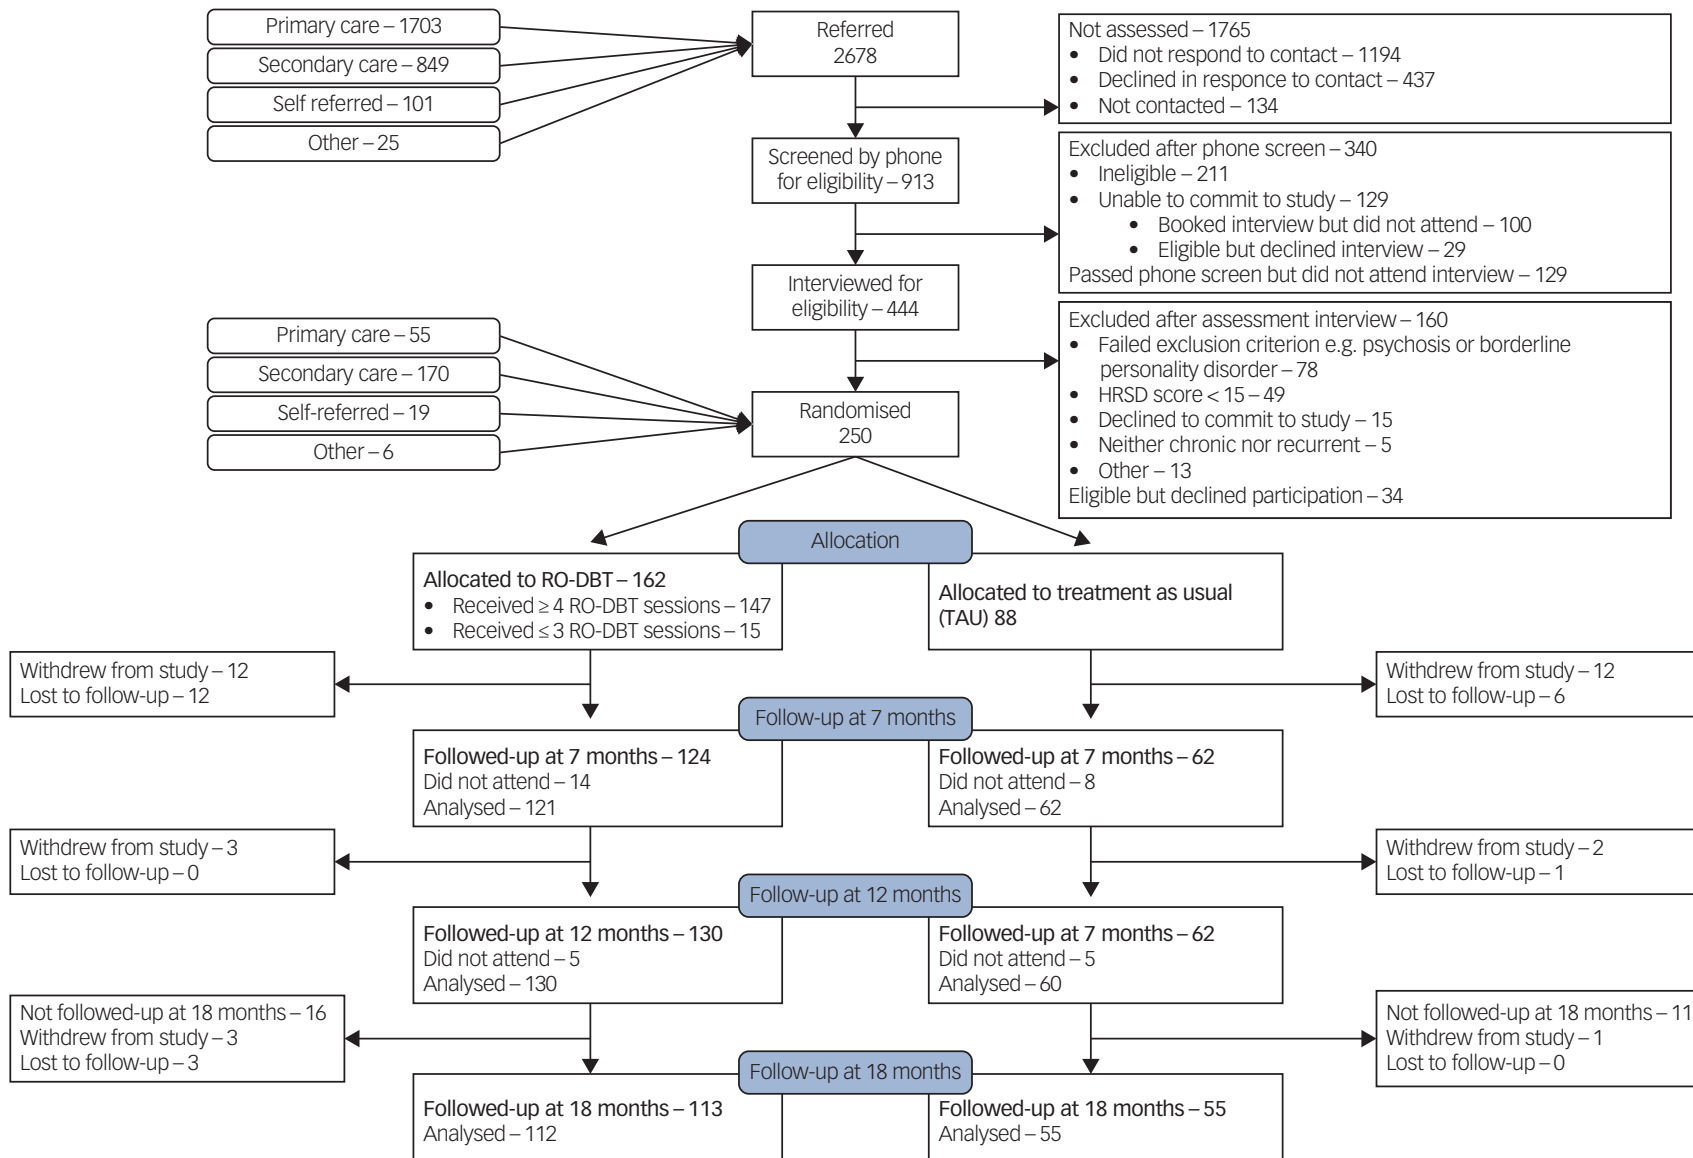 Primary care – 1703
Secondary care – 849
Self referred – 101
Other – 25
Referred
2678
Not assessed – 1765
• Did not respond to contact – 1194
• Declined in responce to contact – 437
• Not contacted – 134
Screened by phone
for eligibility – 913
Excluded after phone screen – 340
• Ineligible – 211
• Unable to commit to study – 129
• Booked interview but did not attend – 100
• Eligible but declined interview – 29
Passed phone screen but did not attend interview – 129
Interviewed for
eligibility – 444
Primary care – 55
Secondary care – 170
Self-referred – 19
Other – 6
Excluded after assessment interview – 160
• Failed exclusion criterion e.g. psychosis or borderline
personality disorder – 78
• HRSD score < 15 – 49
• Declined to commit to study – 15
• Neither chronic nor recurrent – 5
• Other – 13
Eligible but declined participation – 34
Randomised
250
Allocation
Allocated to RO-DBT – 162
• Received ≥ 4 RO-DBT sessions – 147
• Received ≤ 3 RO-DBT sessions – 15
Allocated to treatment as usual
(TAU) 88
Withdrew from study – 12
Lost to follow-up – 12
Withdrew from study – 12
Lost to follow-up – 6
Follow-up at 7 months
Followed-up at 7 months – 124
Did not attend – 14
Analysed – 121
Followed-up at 7 months – 62
Did not attend – 8
Analysed – 62
Withdrew from study – 3
Lost to follow-up – 0
Withdrew from study – 2
Lost to follow-up – 1
Follow-up at 12 months
Followed-up at 12 months – 130
Did not attend – 5
Analysed – 130
Followed-up at 7 months – 62
Did not attend – 5
Analysed – 60
Not followed-up at 18 months – 16
Withdrew from study – 3
Lost to follow-up – 3
Not followed-up at 18 months – 11
Withdrew from study – 1
Lost to follow-up – 0
Follow-up at 18 months
Followed-up at 18 months – 113
Analysed – 112
Followed-up at 18 months – 55
Analysed – 55